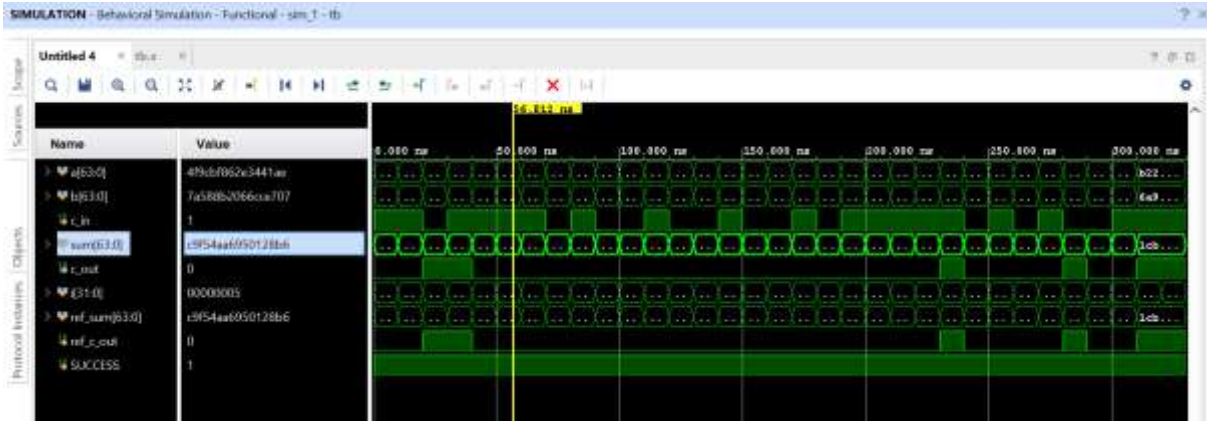 SIMULATION - Behavioral Simulation - Functional - sim_1 - tb
Untitled 4
Scope
Sources
Objects
Protocol Instances
56.812 ns
Name Value
0.000 ns 50.000 ns 100.000 ns 150.000 ns 200.000 ns 250.000 ns 300.000 ns
a[63:0] b22...
b[63:0] 6a9...
c_in 1
sum[63:0] c9f54aa6950128b6 1cb...
c_out 0
i[31:0] 00000005
ref_sum[63:0] c9f54aa6950128b6 1cb...
ref_c_out 0
SUCCESS 1